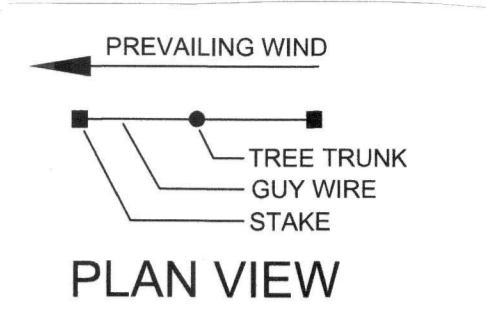 PREVAILING WIND
TREE TRUNK
GUY WIRE
STAKE
PLAN VIEW